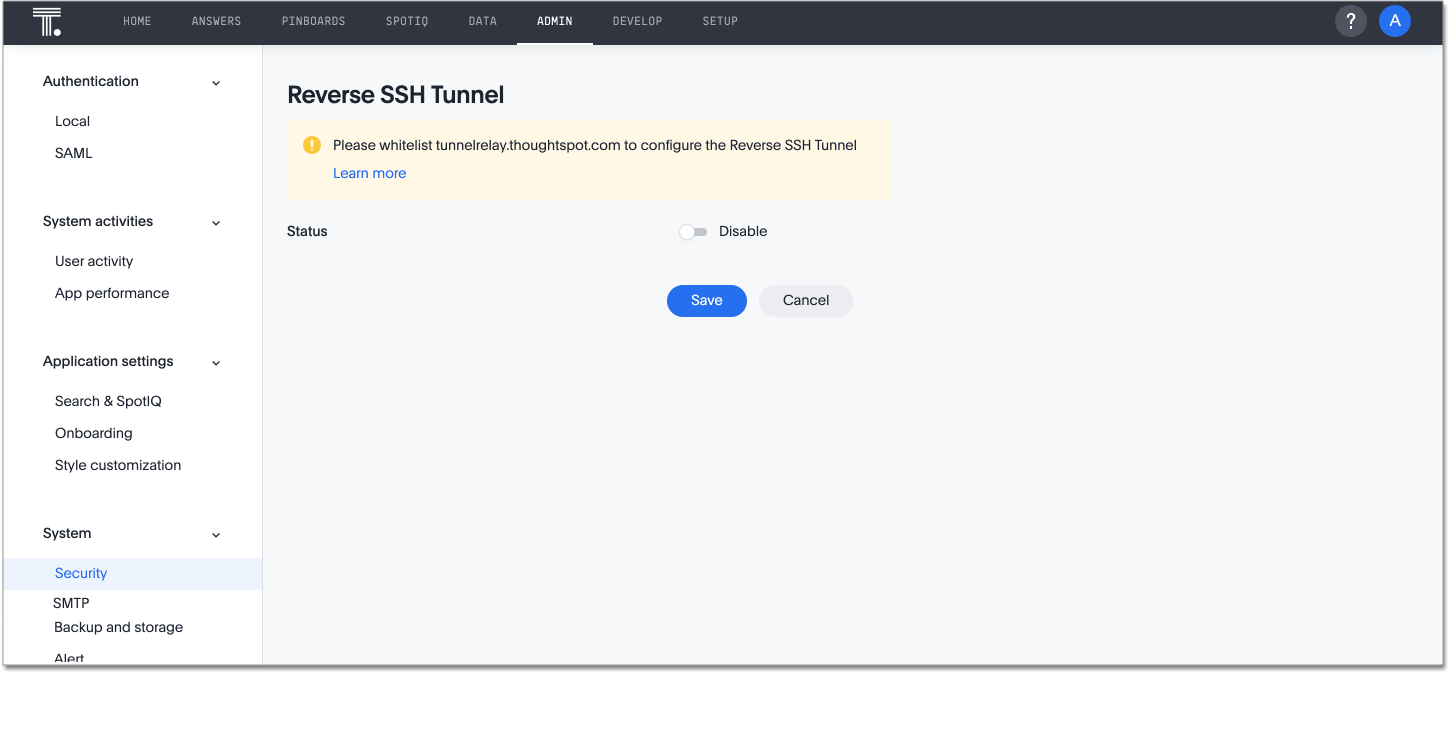 T.
HOME ANSWERS PINBOARDS SPOTIQ DATA ADMIN DEVELOP SETUP ? A
Authentication
Local
SAML
System activities
User activity
App performance
Application settings
Search & SpotIQ
Onboarding
Style customization
System
Security
SMTP
Backup and storage
Alert
Reverse SSH Tunnel
Please whitelist tunnelrelay.thoughtspot.com to configure the Reverse SSH Tunnel
Learn more
Status Disable
Save Cancel